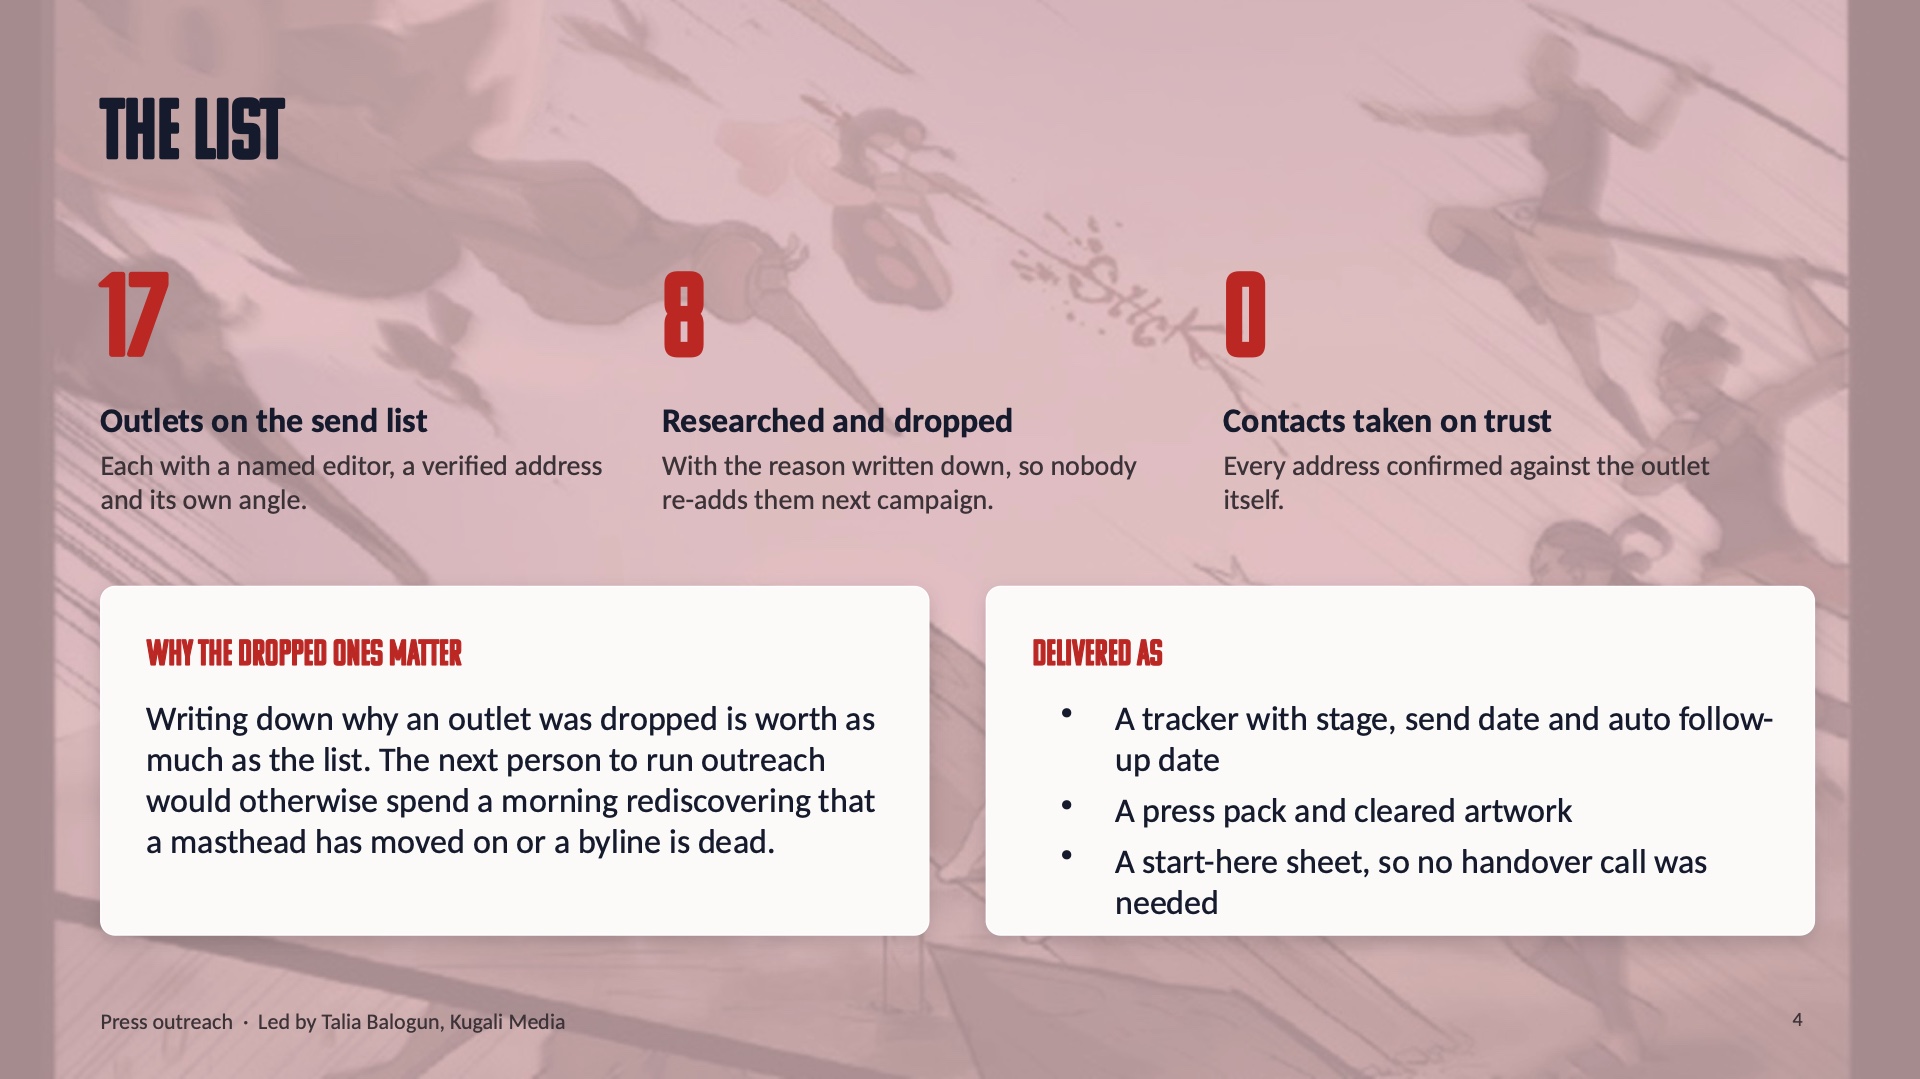 THE LIST
17
8
0
Outlets on the send list
Each with a named editor, a verified address
and its own angle.
Researched and dropped
With the reason written down, so nobody
re-adds them next campaign.
Contacts taken on trust
Every address confirmed against the outlet
itself.
SHCK
WHY THE DROPPED ONES MATTER
Writing down why an outlet was dropped is worth as
much as the list. The next person to run outreach
would otherwise spend a morning rediscovering that
a masthead has moved on or a byline is dead.
DELIVERED AS
• A tracker with stage, send date and auto follow-
up date
• A press pack and cleared artwork
• A start-here sheet, so no handover call was
needed
Press outreach · Led by Talia Balogun, Kugali Media
4